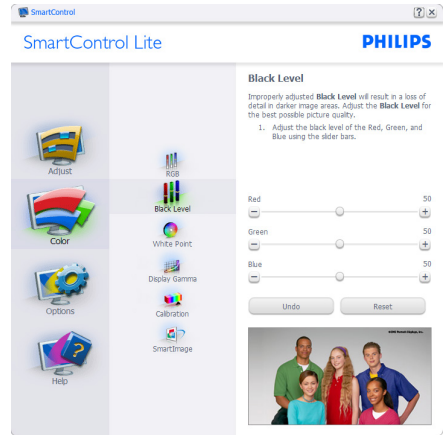 SmartControl
SmartControl Lite
PHILIPS
Adjust
Color
Options
Help
RGB
Black Level
White Point
Display Gamma
Calibration
SmartImage
Black Level
Improperly adjusted Black Level will result in a loss of
detail in darker image areas. Adjust the Black Level for
the best possible picture quality.
1. Adjust the black level of the Red, Green, and
Blue using the slider bars.
Red 50
Green 50
Blue 50
Undo Reset